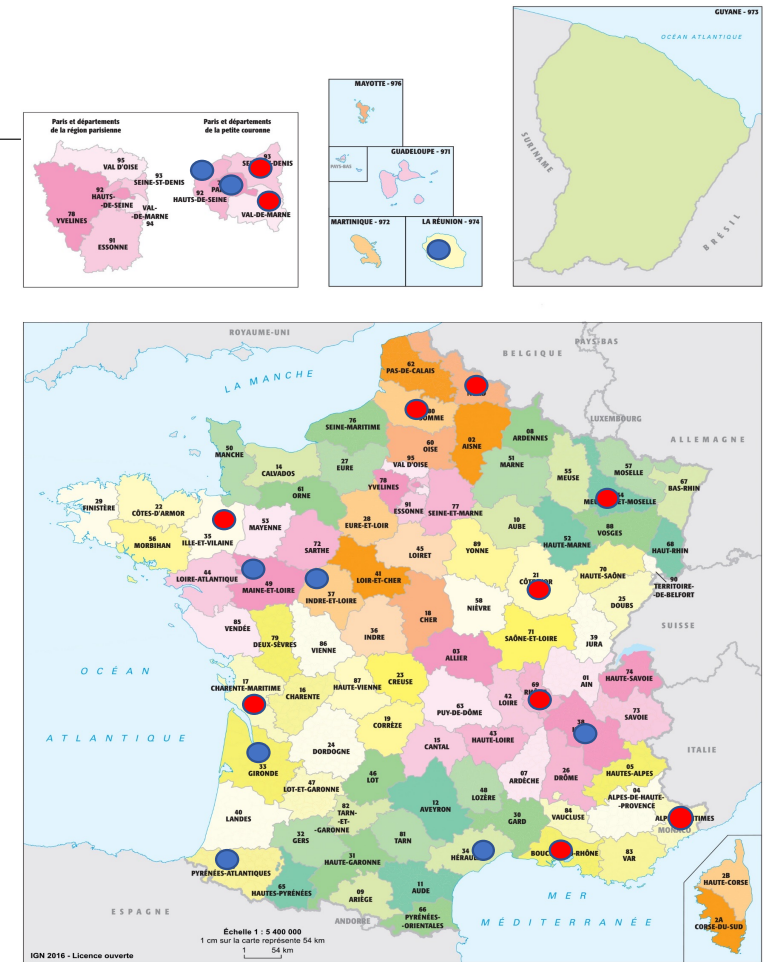 GUYANE - 973
OCÉAN ATLANTIQUE
SURINAME
BRÉSIL
MAYOTTE - 976
PAYS-BAS
GUADELOUPE - 971
MARTINIQUE - 972
LA RÉUNION - 974
Paris et départements
de la région parisienne
95
VAL D'OISE
93
SEINE-ST-DENIS
92
HAUTS-
-DE-SEINE
VAL-
-DE-MARNE
94
78
YVELINES
91
ESSONNE
Paris et départements
de la petite couronne
93
92
HAUTS-DE-SEINE
VAL-DE-MARNE
ROYAUME-UNI
LA MANCHE
PAYS-BAS
BELGIQUE
LUXEMBOURG
ALLEMAGNE
62
PAS-DE-CALAIS
76
SEINE-MARITIME
60
OISE
02
AISNE
08
ARDENNES
50
MANCHE
14
CALVADOS
27
EURE
95
VAL D'OISE
51
MARNE
55
MEUSE
57
MOSELLE
67
BAS-RHIN
61
ORNE
78
YVELINES
91
ESSONNE
77
SEINE-ET-MARNE
29
FINISTÈRE
22
CÔTES-D'ARMOR
35
ILLE-ET-VILAINE
53
MAYENNE
28
EURE-ET-LOIR
10
AUBE
88
VOSGES
56
MORBIHAN
72
SARTHE
45
LOIRET
89
YONNE
52
HAUTE-MARNE
68
HAUT-RHIN
44
LOIRE-ATLANTIQUE
49
MAINE-ET-LOIRE
41
LOIR-ET-CHER
21
70
HAUTE-SAÔNE
90
TERRITOIRE-
-DE-BELFORT
37
INDRE-ET-LOIRE
18
CHER
58
NIÈVRE
25
DOUBS
SUISSE
85
VENDÉE
79
DEUX-SÈVRES
86
VIENNE
36
INDRE
71
SAÔNE-ET-LOIRE
39
JURA
OCÉAN
ATLANTIQUE
03
ALLIER
17
CHARENTE-MARITIME
16
CHARENTE
87
HAUTE-VIENNE
23
CREUSE
63
PUY-DE-DÔME
42
LOIRE
69
01
AIN
74
HAUTE-SAVOIE
73
SAVOIE
19
CORRÈZE
15
CANTAL
43
HAUTE-LOIRE
38
ITALIE
33
GIRONDE
24
DORDOGNE
07
ARDÈCHE
26
DRÔME
05
HAUTES-ALPES
46
LOT
47
LOT-ET-GARONNE
12
AVEYRON
48
LOZÈRE
04
ALPES-DE-HAUTE-
-PROVENCE
40
LANDES
82
TARN-
-ET-
-GARONNE
30
GARD
84
VAUCLUSE
MONACO
32
GERS
81
TARN
34
83
VAR
PYRÉNÉES-ATLANTIQUES
31
HAUTE-GARONNE
65
HAUTES-PYRÉNÉES
09
ARIÈGE
11
AUDE
66
PYRÉNÉES-
-ORIENTALES
ESPAGNE
ANDORRE
MER
MÉDITERRANÉE
2B
HAUTE-CORSE
2A
CORSE-DU-SUD
Échelle 1 : 5 400 000
1 cm sur la carte représente 54 km
1 54 km
IGN 2016 - Licence ouverte